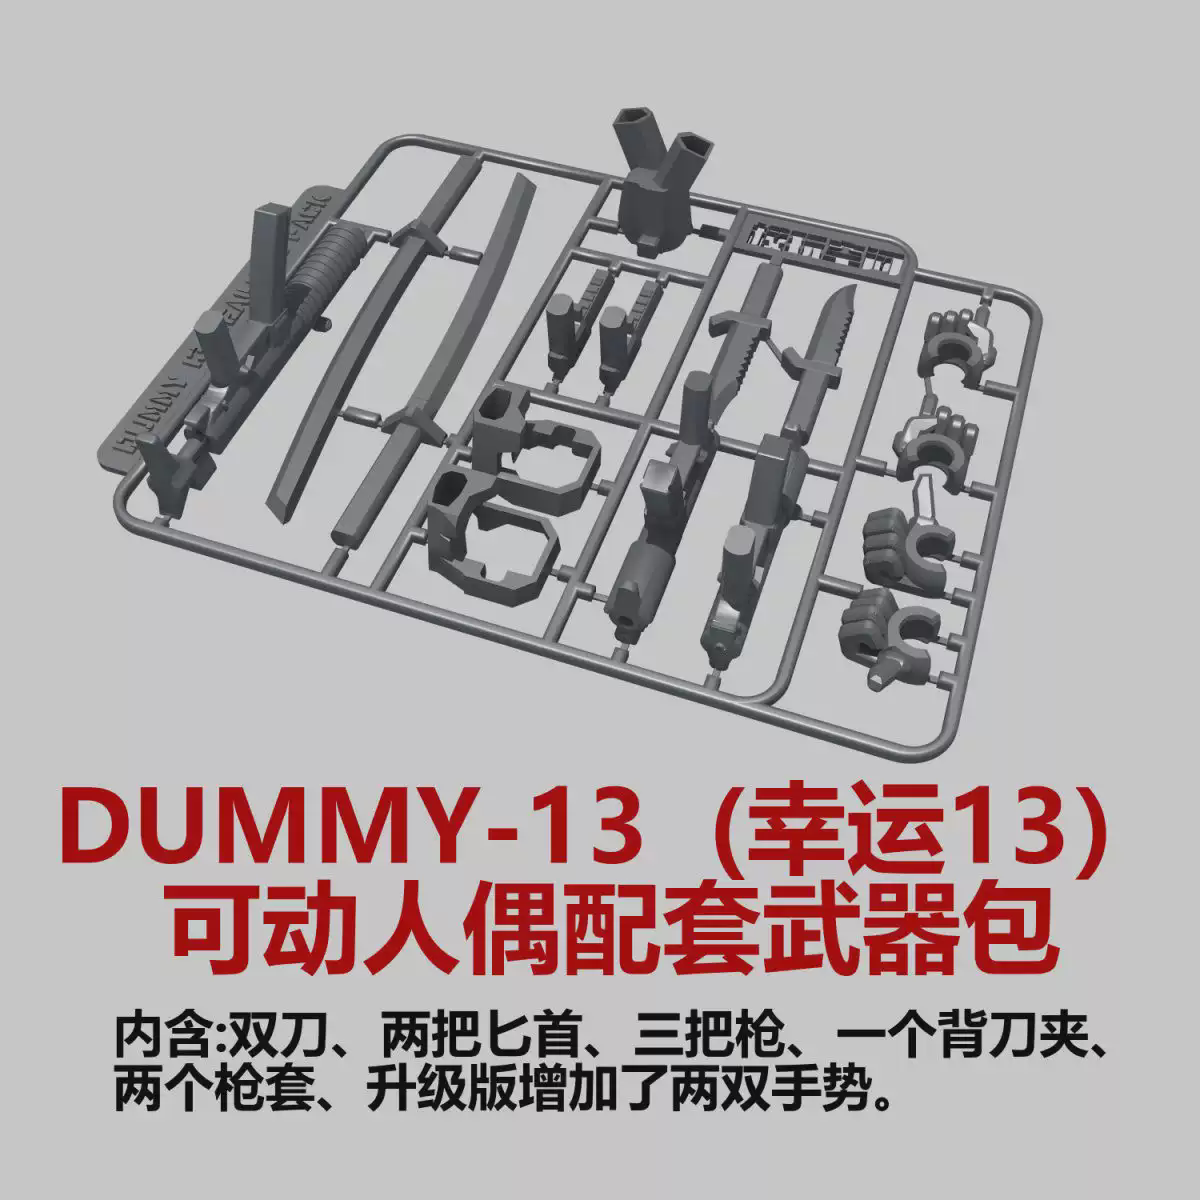 DUMMY-13（幸运13）
可动人偶配套武器包
内含:双刀、两把匕首、三把枪、一个背刀夹、
两个枪套、升级版增加了两双手势。